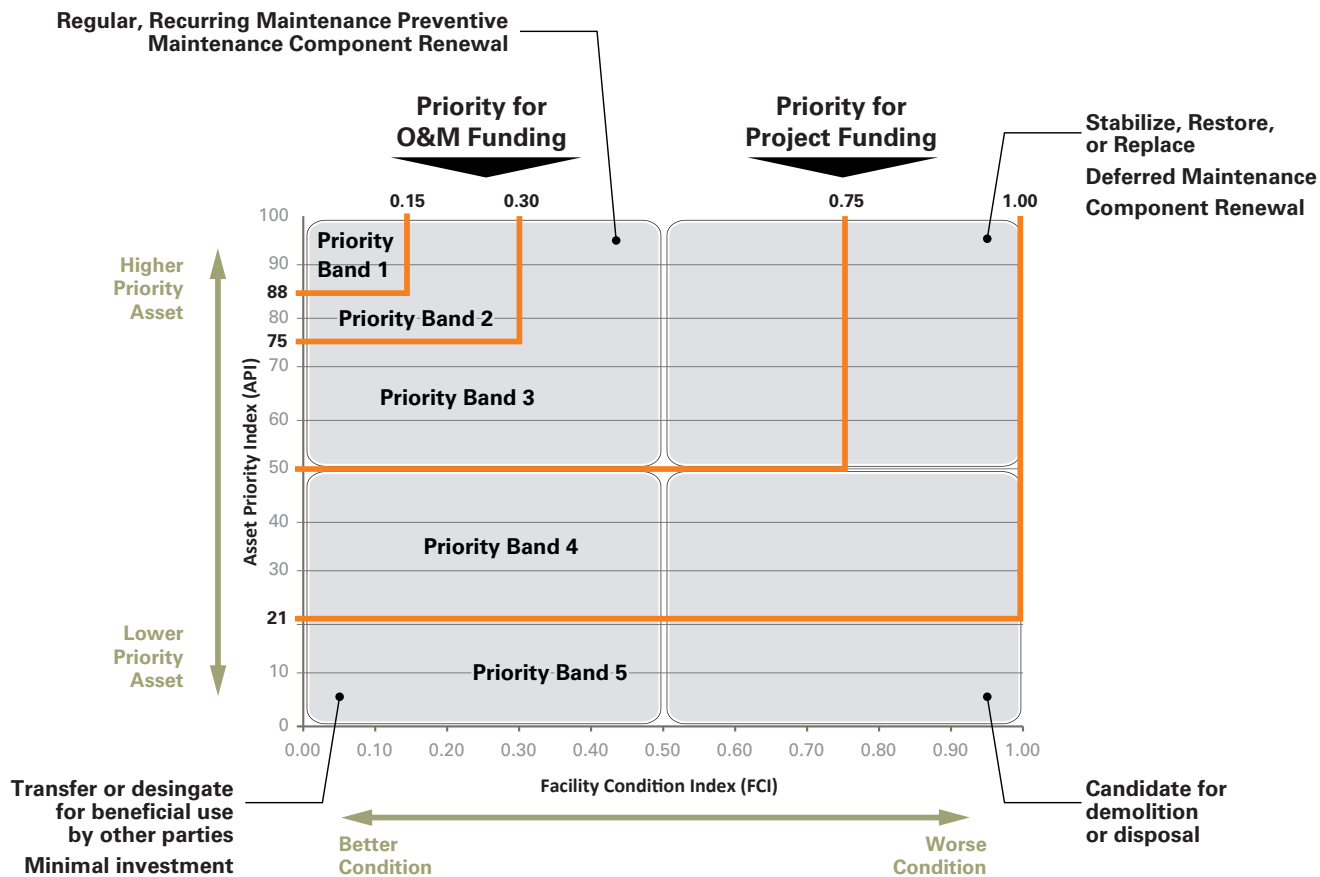 Regular, Recurring Maintenance Preventive
Maintenance Component Renewal
Priority for
O&M Funding
Priority for
Project Funding
Stabilize, Restore,
or Replace
Deferred Maintenance
Component Renewal
0.15
0.30
0.75
1.00
100
90
88
80
75
70
60
50
40
30
21
10
0
Higher
Priority
Asset
Lower
Priority
Asset
Asset Priority Index (API)
Priority
Band 1
Priority Band 2
Priority Band 3
Priority Band 4
Priority Band 5
0.00
0.10
0.20
0.30
0.40
0.50
0.60
0.70
0.80
0.90
1.00
Facility Condition Index (FCI)
Better
Condition
Worse
Condition
Transfer or desingate
for beneficial use
by other parties
Minimal investment
Candidate for
demolition
or disposal